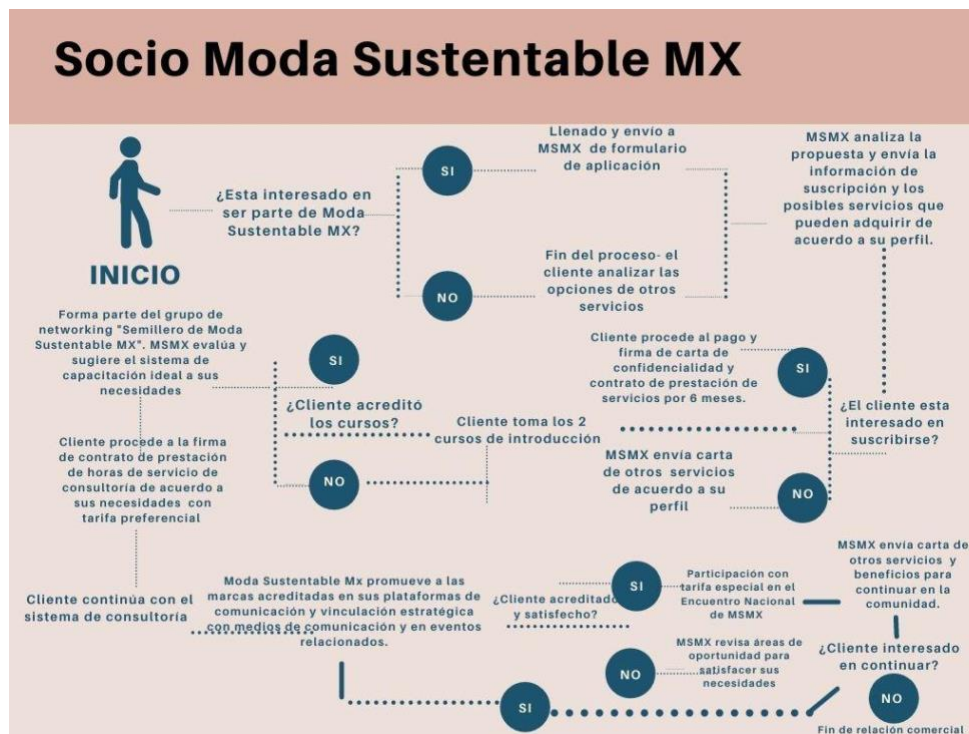 Socio Moda Sustentable MX
INICIO
¿Esta interesado en
ser parte de Moda
Sustentable MX?
SI
Llenado y envío a
MSMX de formulario
de aplicación
NO
Fin del proceso- el
cliente analizar las
opciones de otros
servicios
MSMX analiza la
propuesta y envía la
información de
suscripción y los
posibles servicios que
pueden adquirir de
acuerdo a su perfil.
¿El cliente esta
interesado en
suscribirse?
SI
Cliente procede al pago y
firma de carta de
confidencialidad y
contrato de prestación de
servicios por 6 meses.
NO
MSMX envía carta
de otros servicios
de acuerdo a su
perfil
Cliente toma los 2
cursos de introducción
¿Cliente acreditó
los cursos?
SI
NO
Forma parte del grupo de
networking "Semillero de Moda
Sustentable MX". MSMX evalúa y
sugiere el sistema de
capacitación ideal a sus
necesidades
Cliente procede a la firma
de contrato de prestación
de horas de servicio de
consultoría de acuerdo a
sus necesidades con
tarifa preferencial
Cliente continúa con el
sistema de consultoría
Moda Sustentable Mx promueve a las
marcas acreditadas en sus plataformas de
comunicación y vinculación estratégica
con medios de comunicación y en eventos
relacionados.
¿Cliente acreditado
y satisfecho?
SI
Participación con
tarifa especial en el
Encuentro Nacional
de MSMX
NO
MSMX revisa áreas de
oportunidad para
satisfacer sus
necesidades
MSMX envía carta de
otros servicios y
beneficios para
continuar en la
comunidad.
¿Cliente interesado
en continuar?
SI
NO
Fin de relación comercial